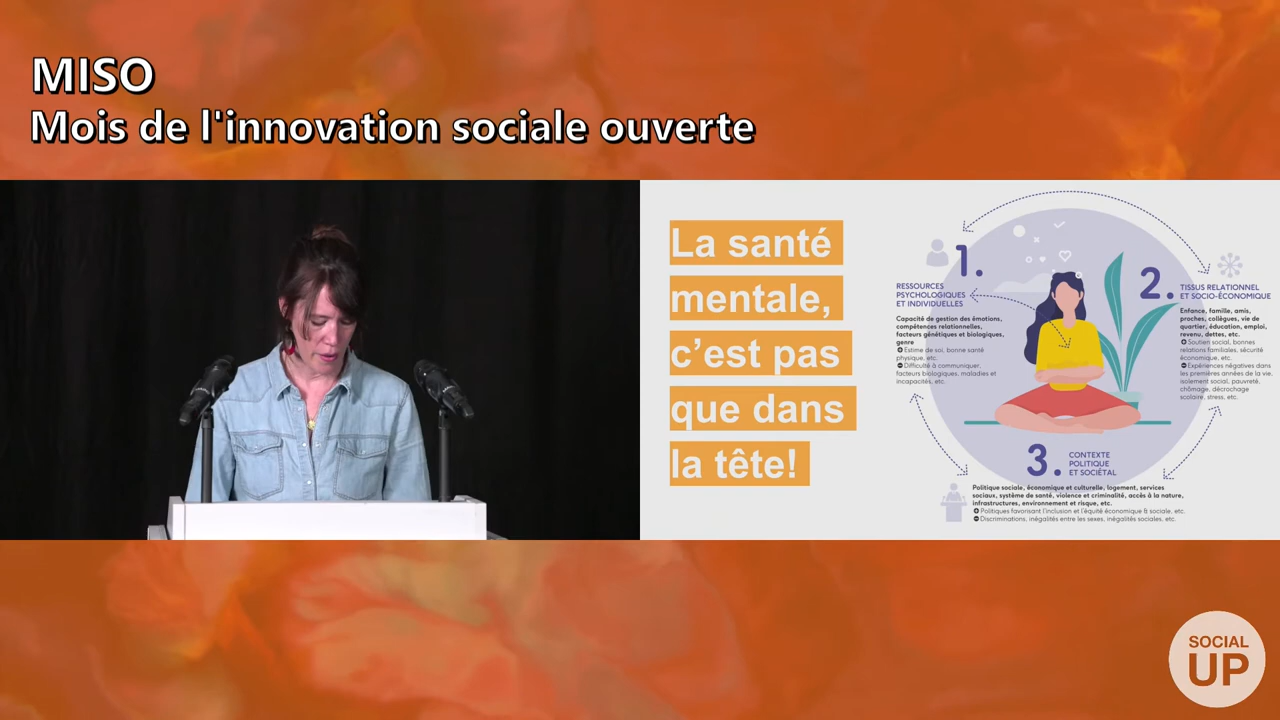 MISO
Mois de l'innovation sociale ouverte
La santé
mentale,
c'est pas
que dans
la tête!
1.
RESSOURCES
PSYCHOLOGIQUES
ET INDIVIDUELLES
Capacité de gestion des émotions,
compétences relationnelles,
facteurs génétiques et biologiques,
genre
Estime de soi, bonne santé
physique, etc.
Difficulté à communiquer,
facteurs biologiques, maladies et
incapacités, etc.
2.
TISSUS RELATIONNEL
ET SOCIO-ÉCONOMIQUE
Enfance, famille, amis,
proches, collègues, vie de
quartier, éducation, emploi,
revenu, dettes, etc.
Soutien social, bonnes
relations familiales, sécurité
économique, etc.
Expériences négatives dans
les premières années de la vie,
isolement social, pauvreté,
chômage, décrochage
scolaire, stress, etc.
3.
CONTEXTE
POLITIQUE
ET SOCIÉTAL
Politique sociale, économique et culturelle, logement, services
sociaux, système de santé, violence et criminalité, accès à la nature,
infrastructures, environnement et risque, etc.
Politiques favorisant l'inclusion et l'équité économique & sociale, etc.
Discriminations, inégalités entre les sexes, inégalités sociales, etc.
SOCIAL
UP